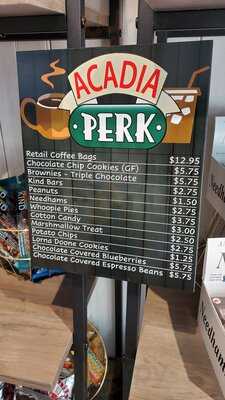 ACADIA
· PERK ·
Retail Coffee Bags $12.95
Chocolate Chip Cookies (GF) $5.75
Brownies - Triple Chocolate $5.75
Kind Bars $2.75
Peanuts $1.50
Needhams $2.75
Whoopie Pies $3.75
Cotton Candy $3.00
Marshmallow Treat $2.50
Potato Chips $2.75
Lorna Doone Cookies $1.25
Chocolate Covered Blueberries $5.75
Chocolate Covered Espresso Beans $5.75